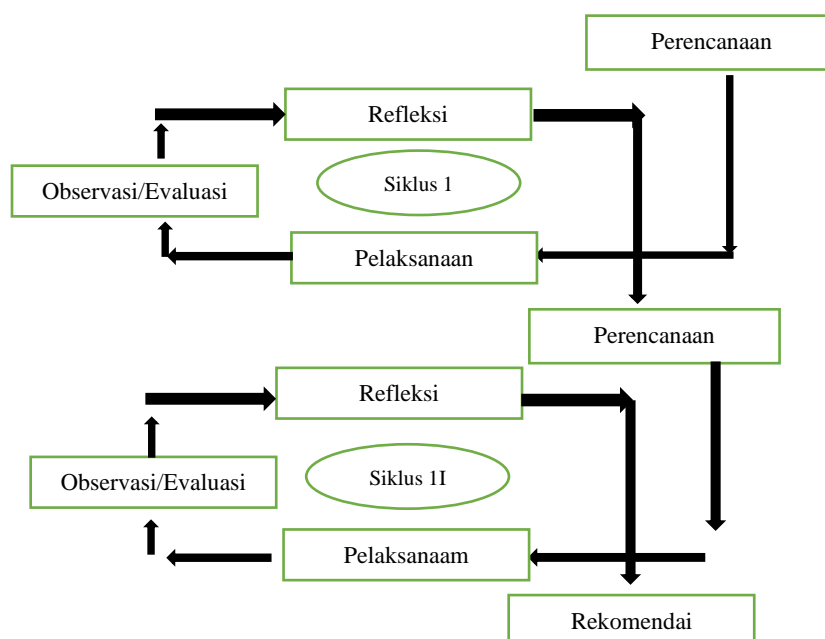 Perencanaan
Refleksi
Siklus 1
Observasi/Evaluasi
Pelaksanaan
Perencanaan
Refleksi
Siklus 1I
Observasi/Evaluasi
Pelaksanaam
Rekomendai